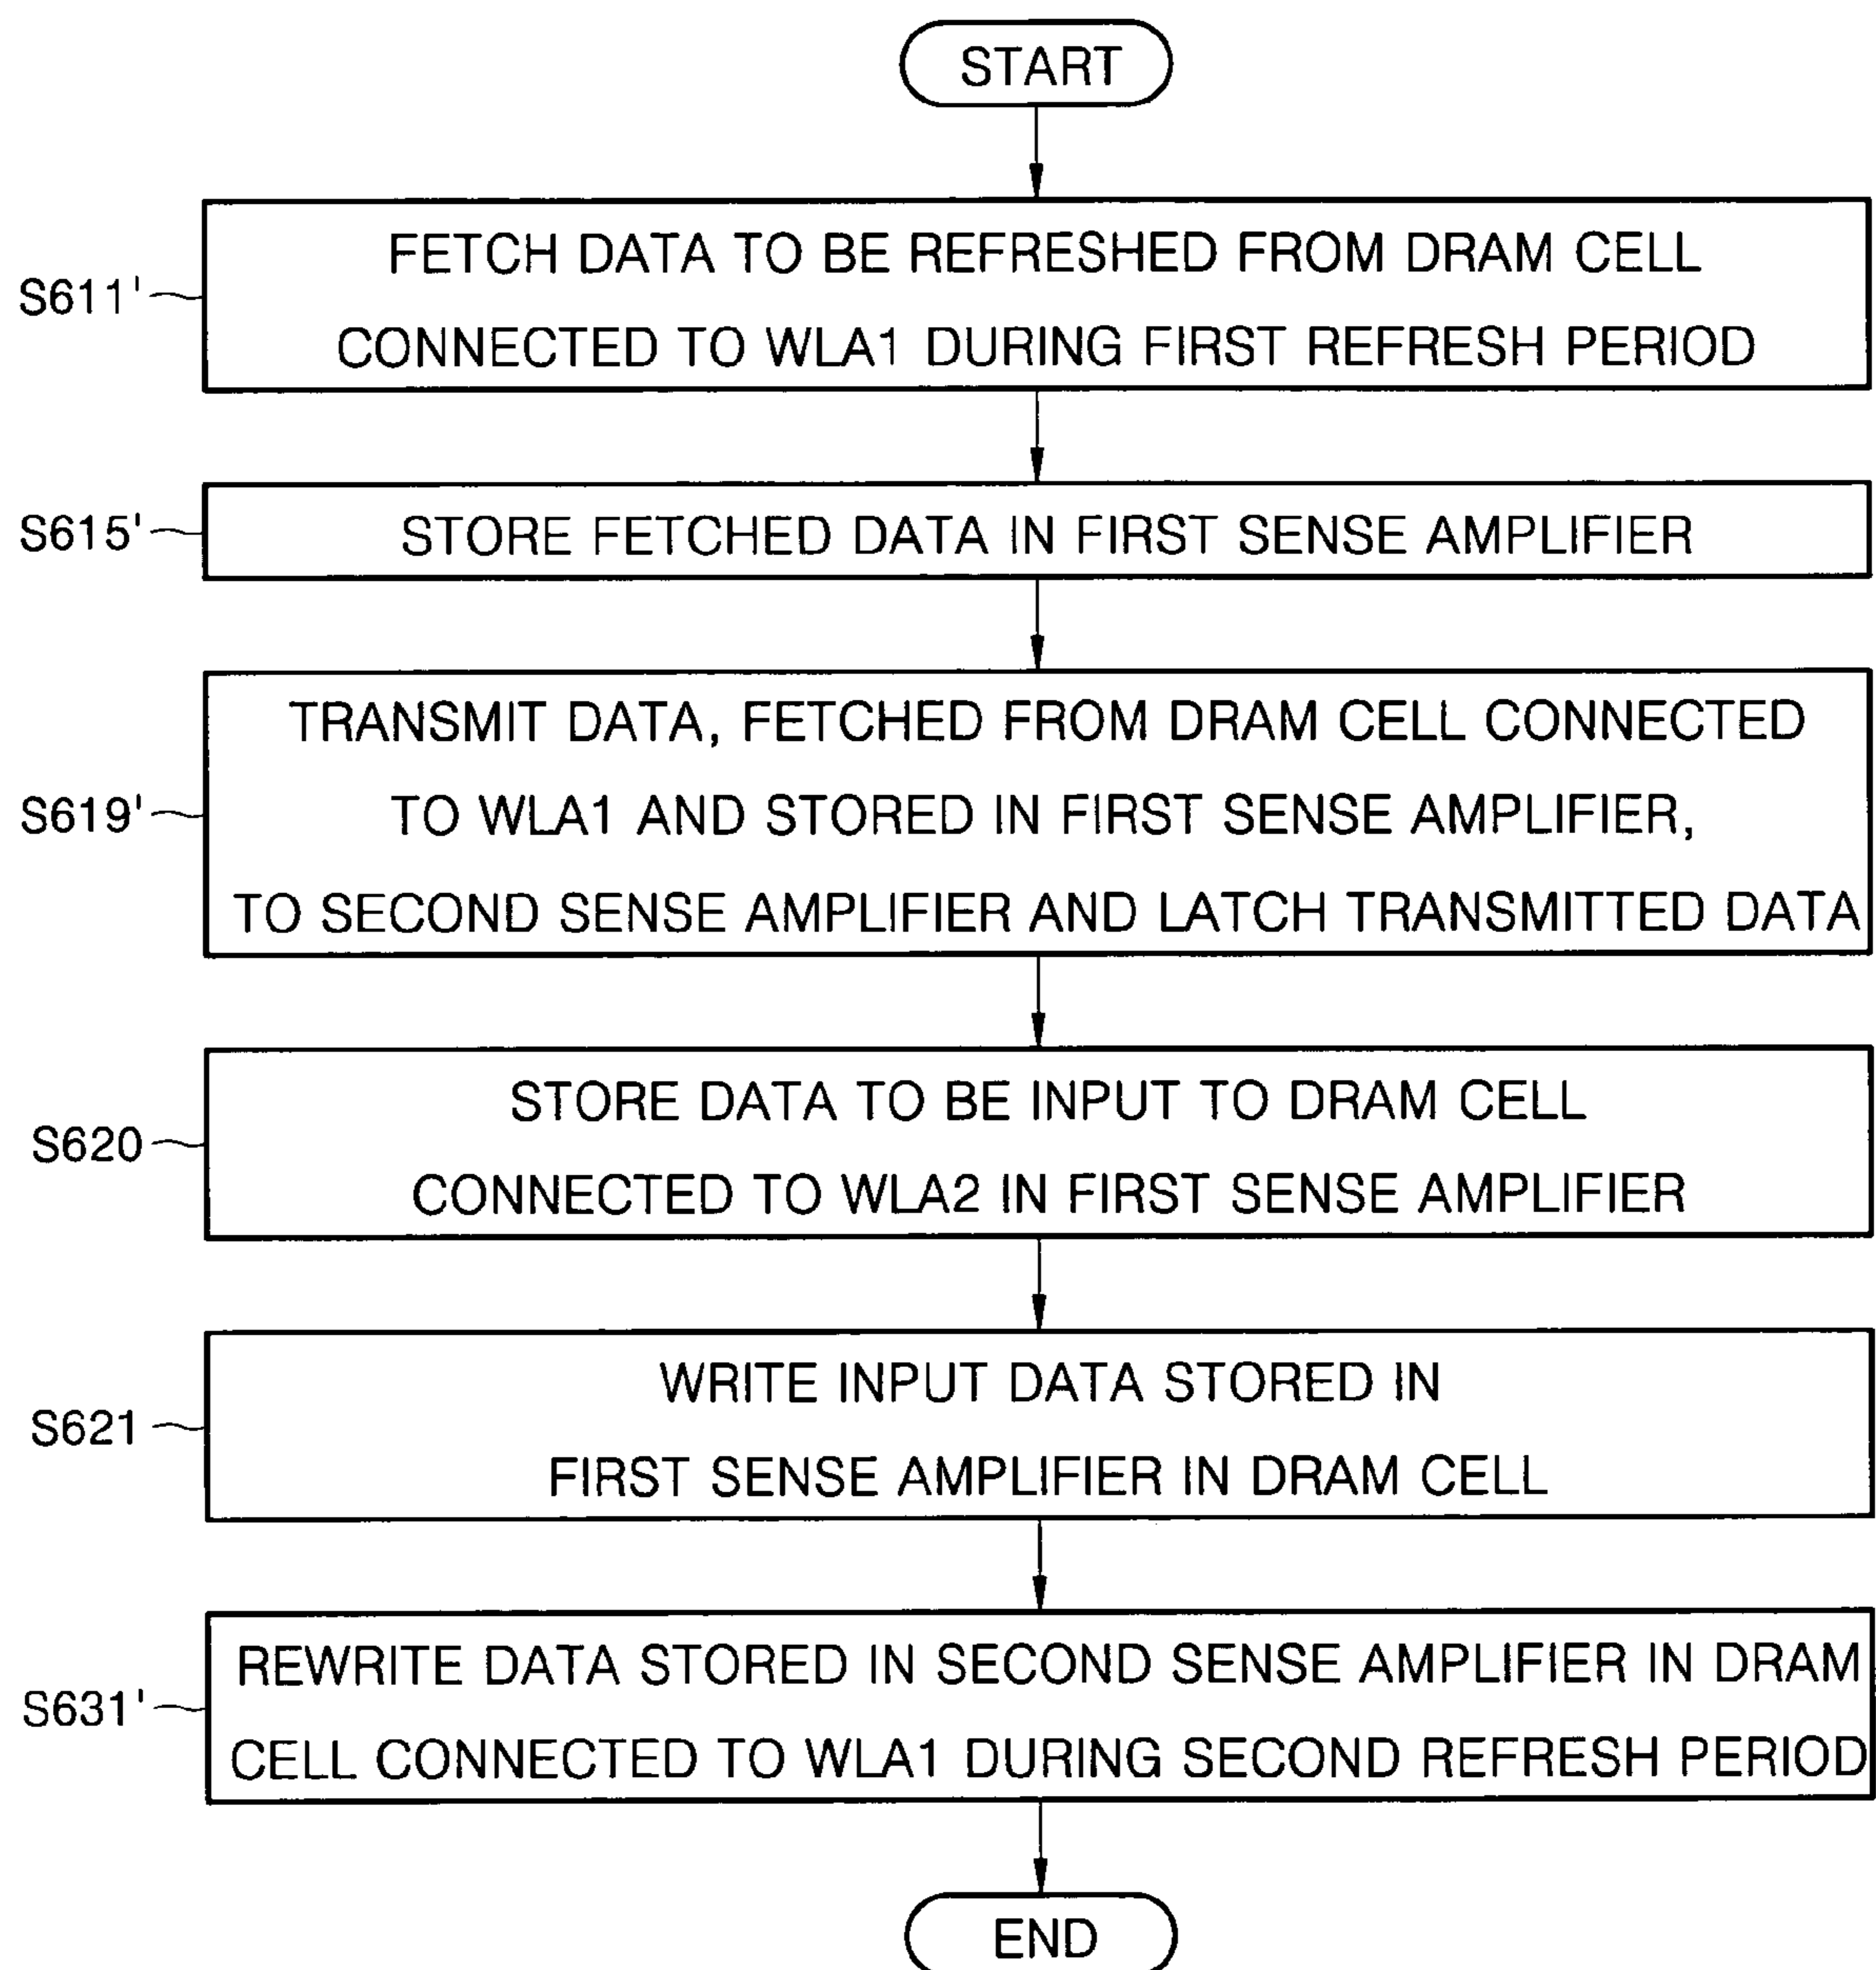 START
FETCH DATA TO BE REFRESHED FROM DRAM CELL
CONNECTED TO WLA1 DURING FIRST REFRESH PERIOD
S611'
STORE FETCHED DATA IN FIRST SENSE AMPLIFIER
S615'
TRANSMIT DATA, FETCHED FROM DRAM CELL CONNECTED
TO WLA1 AND STORED IN FIRST SENSE AMPLIFIER,
TO SECOND SENSE AMPLIFIER AND LATCH TRANSMITTED DATA
S619'
STORE DATA TO BE INPUT TO DRAM CELL
CONNECTED TO WLA2 IN FIRST SENSE AMPLIFIER
S620
WRITE INPUT DATA STORED IN
FIRST SENSE AMPLIFIER IN DRAM CELL
S621
REWRITE DATA STORED IN SECOND SENSE AMPLIFIER IN DRAM
CELL CONNECTED TO WLA1 DURING SECOND REFRESH PERIOD
S631'
END